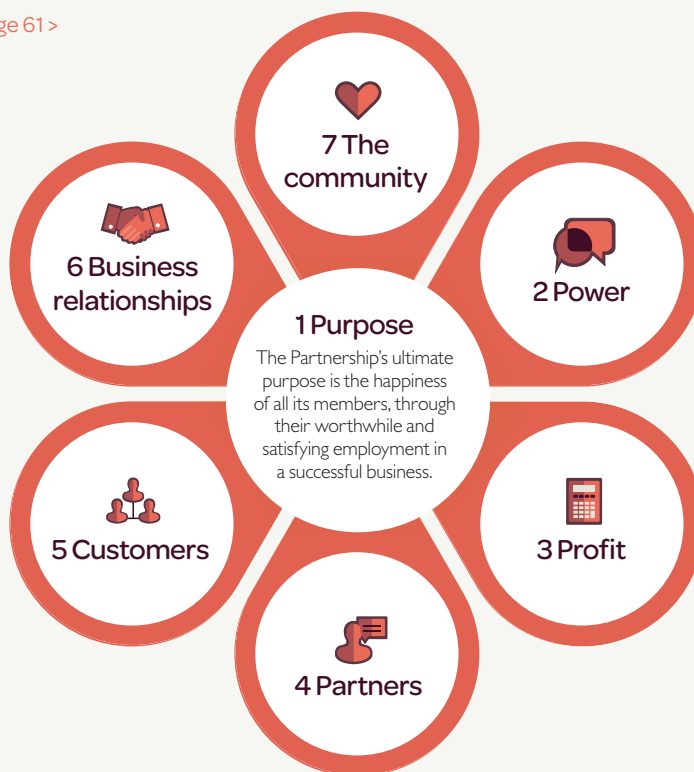 ge 61 >
7 The
community
6 Business
relationships
2 Power
1 Purpose
The Partnership's ultimate
purpose is the happiness
of all its members, through
their worthwhile and
satisfying employment in
a successful business.
5 Customers
3 Profit
4 Partners